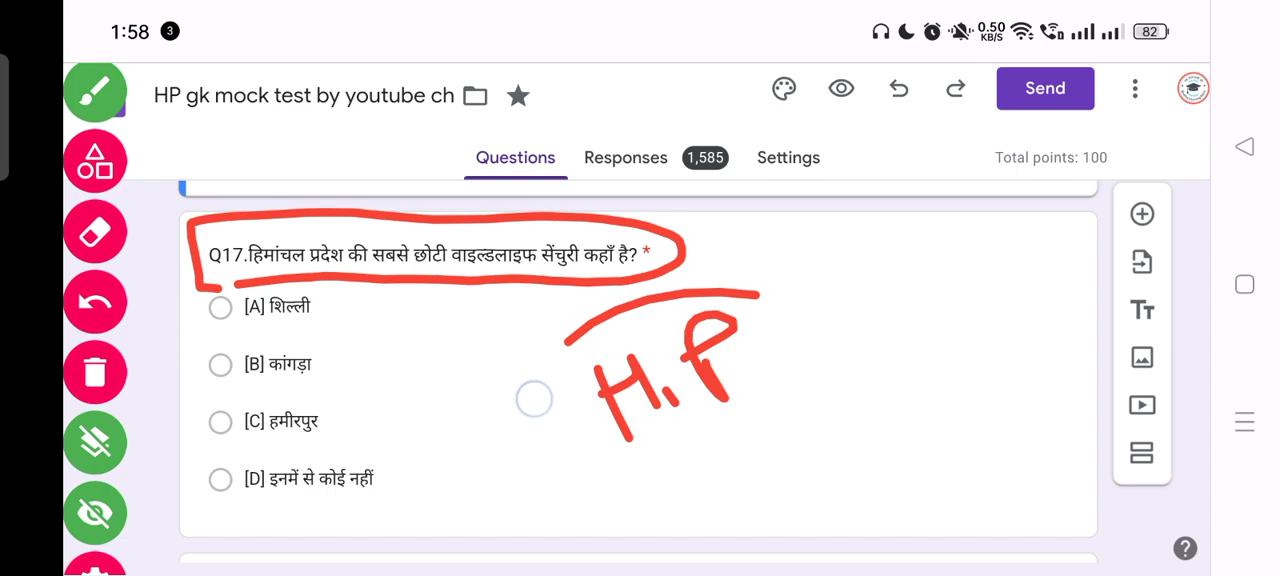 1:58 3 0.50 KB/S 82
HP gk mock test by youtube ch Send
Questions Responses 1,585 Settings Total points: 100
Q17.हिमांचल प्रदेश की सबसे छोटी वाइल्डलाइफ सेंचुरी कहाँ है? *
[A] शिल्ली
[B] कांगड़ा
[C] हमीरपुर
[D] इनमें से कोई नहीं
H.P